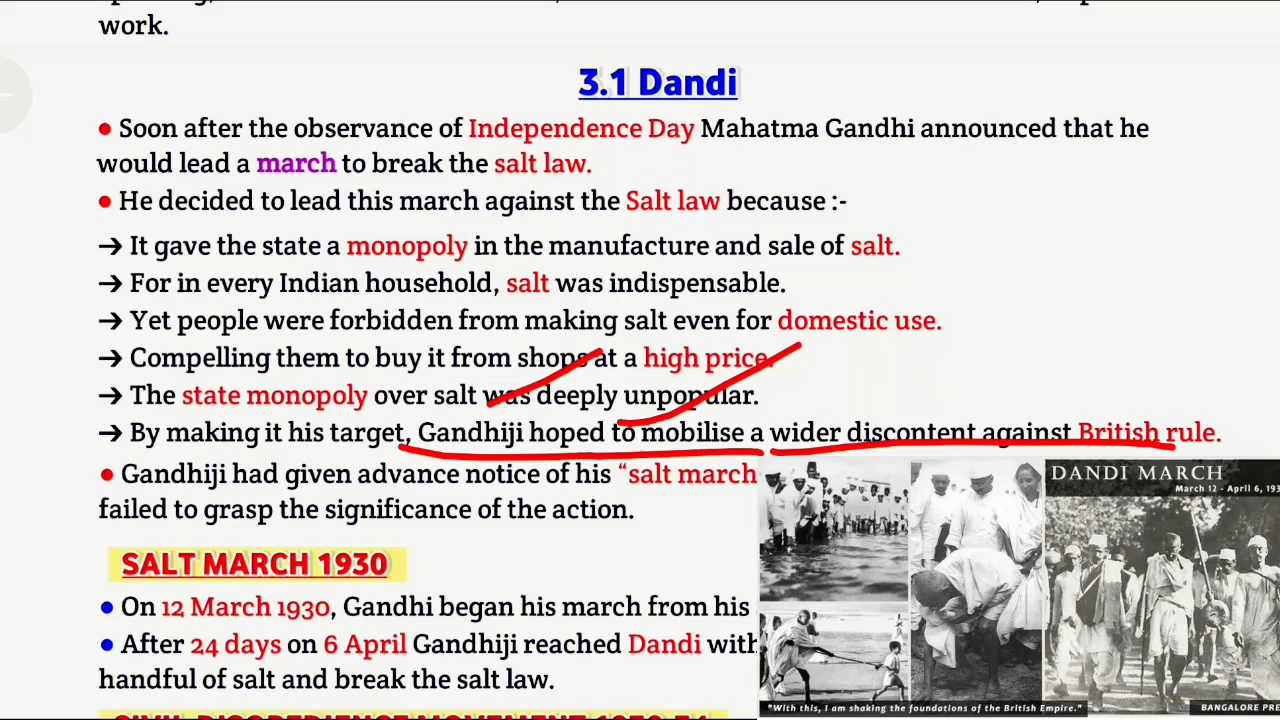 work.
3.1 Dandi
● Soon after the observance of Independence Day Mahatma Gandhi announced that he
would lead a march to break the salt law.
● He decided to lead this march against the Salt law because :-
→ It gave the state a monopoly in the manufacture and sale of salt.
→ For in every Indian household, salt was indispensable.
→ Yet people were forbidden from making salt even for domestic use.
→ Compelling them to buy it from shops at a high price.
→ The state monopoly over salt was deeply unpopular.
→ By making it his target, Gandhiji hoped to mobilise a wider discontent against British rule.
● Gandhiji had given advance notice of his “salt march
failed to grasp the significance of the action.
DANDI MARCH
March 12 - April 6, 193
SALT MARCH 1930
● On 12 March 1930, Gandhi began his march from his
● After 24 days on 6 April Gandhiji reached Dandi with
handful of salt and break the salt law.
"With this, I am shaking the foundations of the British Empire."
BANGALORE PRE